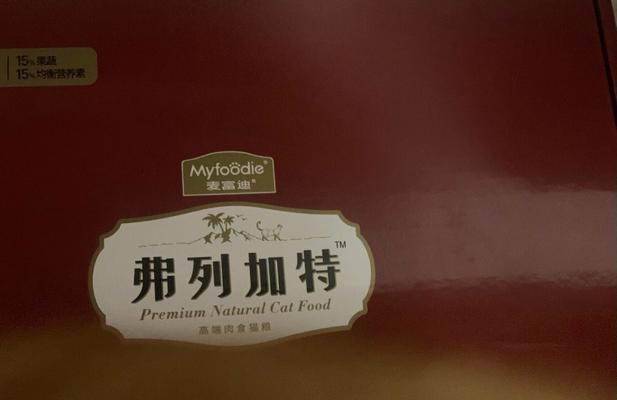 15%果蔬
15%均衡营养素
Myfoodie®
麦富迪®
弗列加特™
Premium Natural Cat Food
高端肉食猫粮